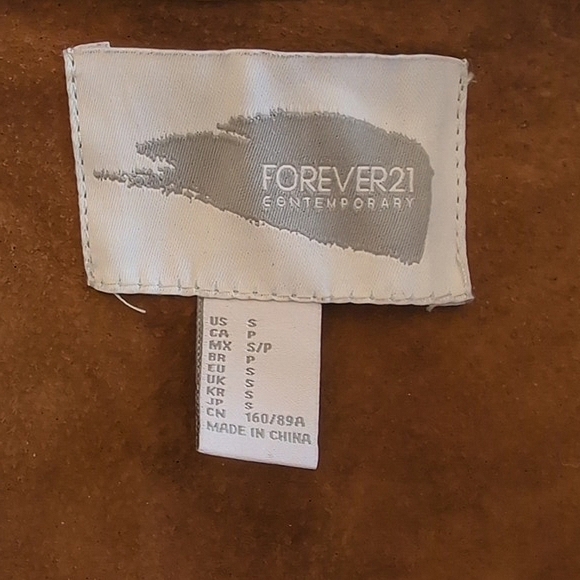 FOREVER21
CONTEMPORARY
US S
CA P
MX S/P
BR P
EU S
UK S
KR S
JP S
CN 160/89A
MADE IN CHINA